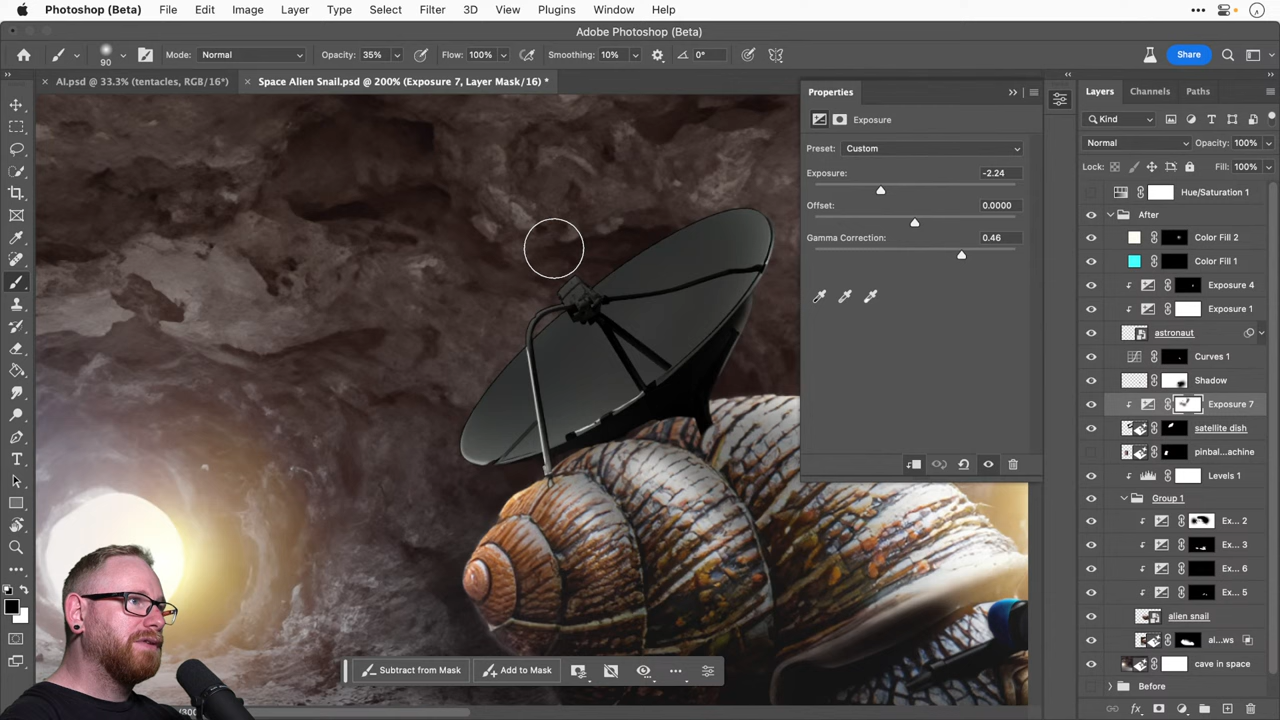 Photoshop (Beta) File Edit Image Layer Type Select Filter 3D View Plugins Window Help
Adobe Photoshop (Beta)
90 Mode: Normal Opacity: 35% Flow: 100% Smoothing: 10% 0° Share
AI.psd @ 33.3% (tentacles, RGB/16*) Space Alien Snail.psd @ 200% (Exposure 7, Layer Mask/16) *
Properties
Exposure
Preset: Custom
Exposure: -2.24
Offset: 0.0000
Gamma Correction: 0.46
Layers Channels Paths
Kind
Normal Opacity: 100%
Lock: Fill: 100%
Hue/Saturation 1
After
Color Fill 2
Color Fill 1
Exposure 4
Exposure 1
astronaut
Curves 1
Shadow
Exposure 7
satellite dish
pinbal...achine
Levels 1
Group 1
Ex... 2
Ex... 3
Ex... 6
Ex... 5
alien snail
al...ws
cave in space
Before
Subtract from Mask Add to Mask